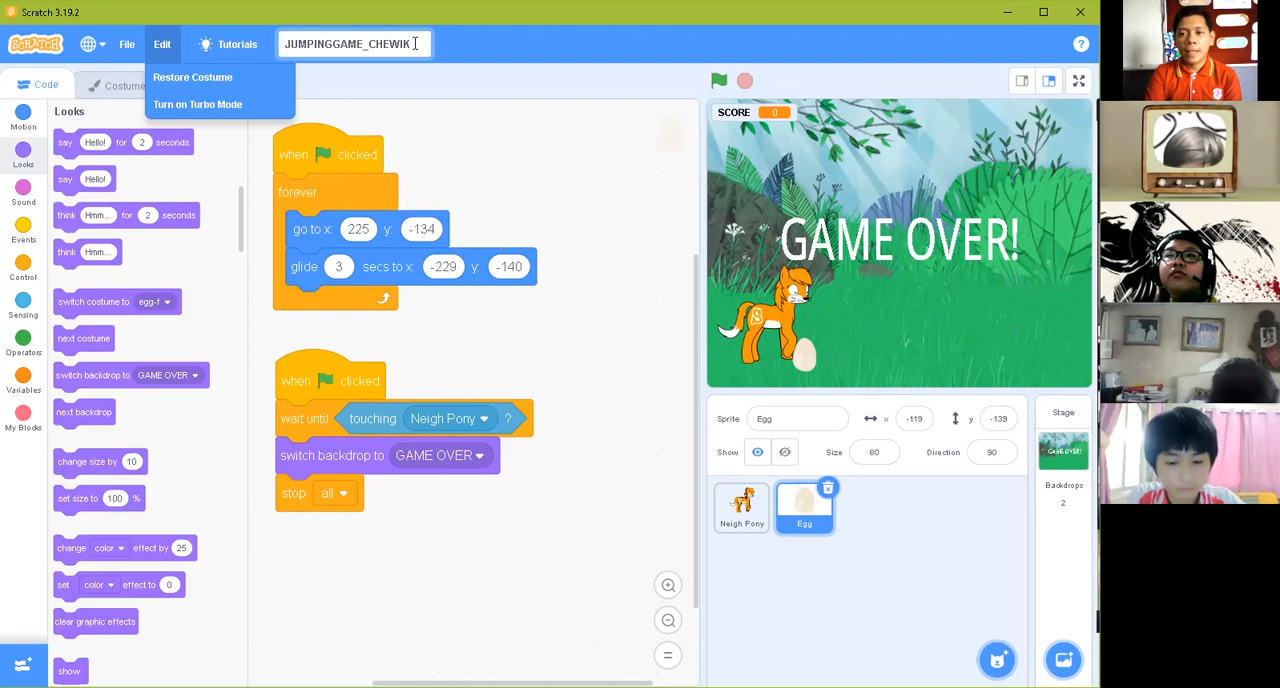 Scratch 3.19.2
SCRATCH File Edit Tutorials JUMPINGGAME_CHEWIK ?
Restore Costume
Turn on Turbo Mode
Code Costume
Motion
Looks
Sound
Events
Control
Sensing
Operators
Variables
My Blocks
Looks
say Hello! for 2 seconds
say Hello!
think Hmm... for 2 seconds
think Hmm...
switch costume to egg-f
next costume
switch backdrop to GAME OVER
next backdrop
change size by 10
set size to 100 %
change color effect by 25
set color effect to 0
clear graphic effects
show
when clicked
forever
go to x: 225 y: -134
glide 3 secs to x: -229 y: -140
when clicked
wait until touching Neigh Pony ?
switch backdrop to GAME OVER
stop all
SCORE 0
GAME OVER!
S
Sprite Egg x -119 y -139
Show Size 80 Direction 90
Neigh Pony
Egg
Stage
GAME OVER!
Backdrops
2